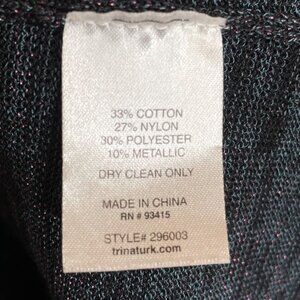 33% COTTON
27% NYLON
30% POLYESTER
10% METALLIC
DRY CLEAN ONLY
MADE IN CHINA
RN # 93415
STYLE# 296003
trinaturk.com